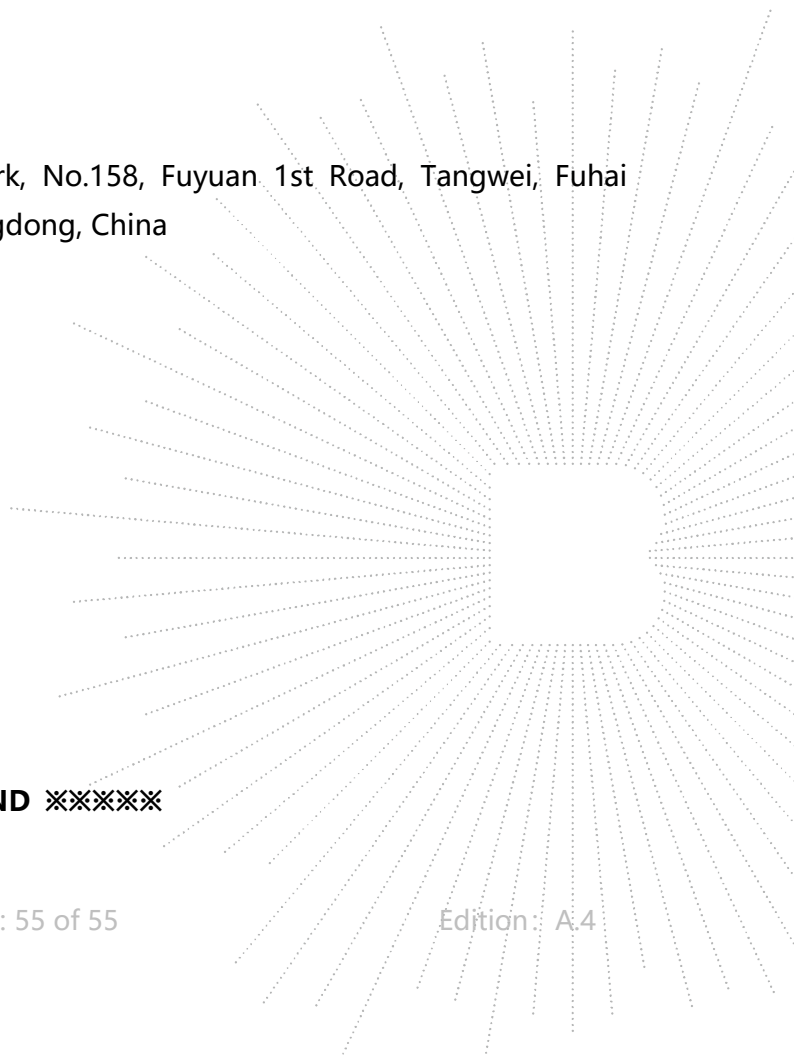 rk, No.158, Fuyuan 1st Road, Tangwei, Fuhai
gdong, China
ND ※※※※※
: 55 of 55 Edition：A.4